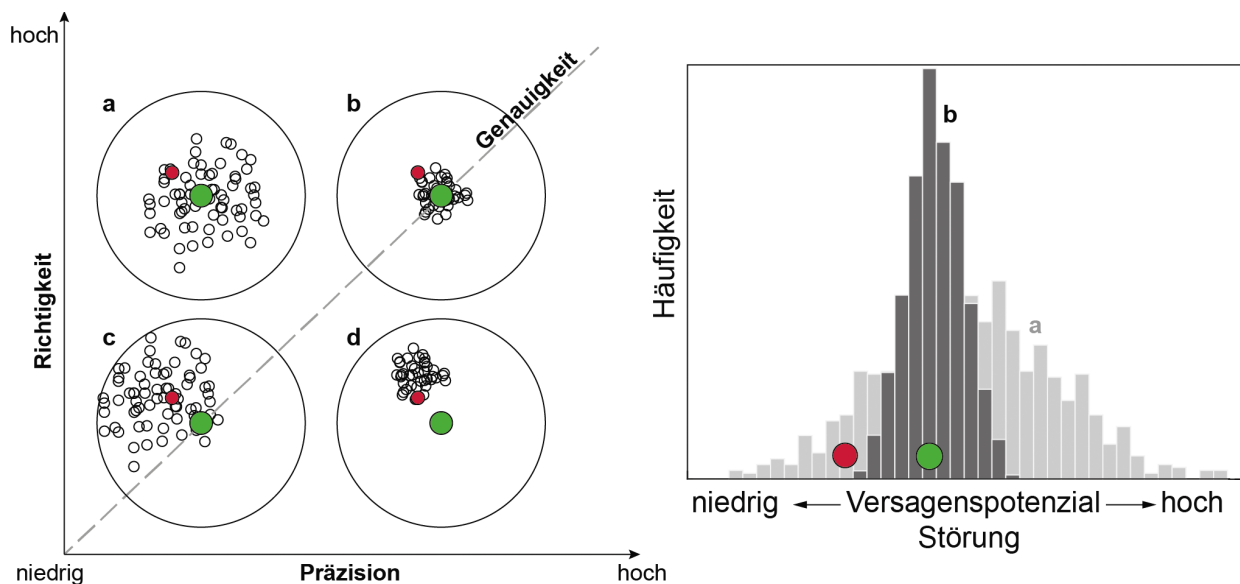 hoch
a
b
Genauigkeit
c
d
Richtigkeit
niedrig
Präzision
hoch
b
a
Häufigkeit
niedrig
Versagenspotenzial
hoch
Störung